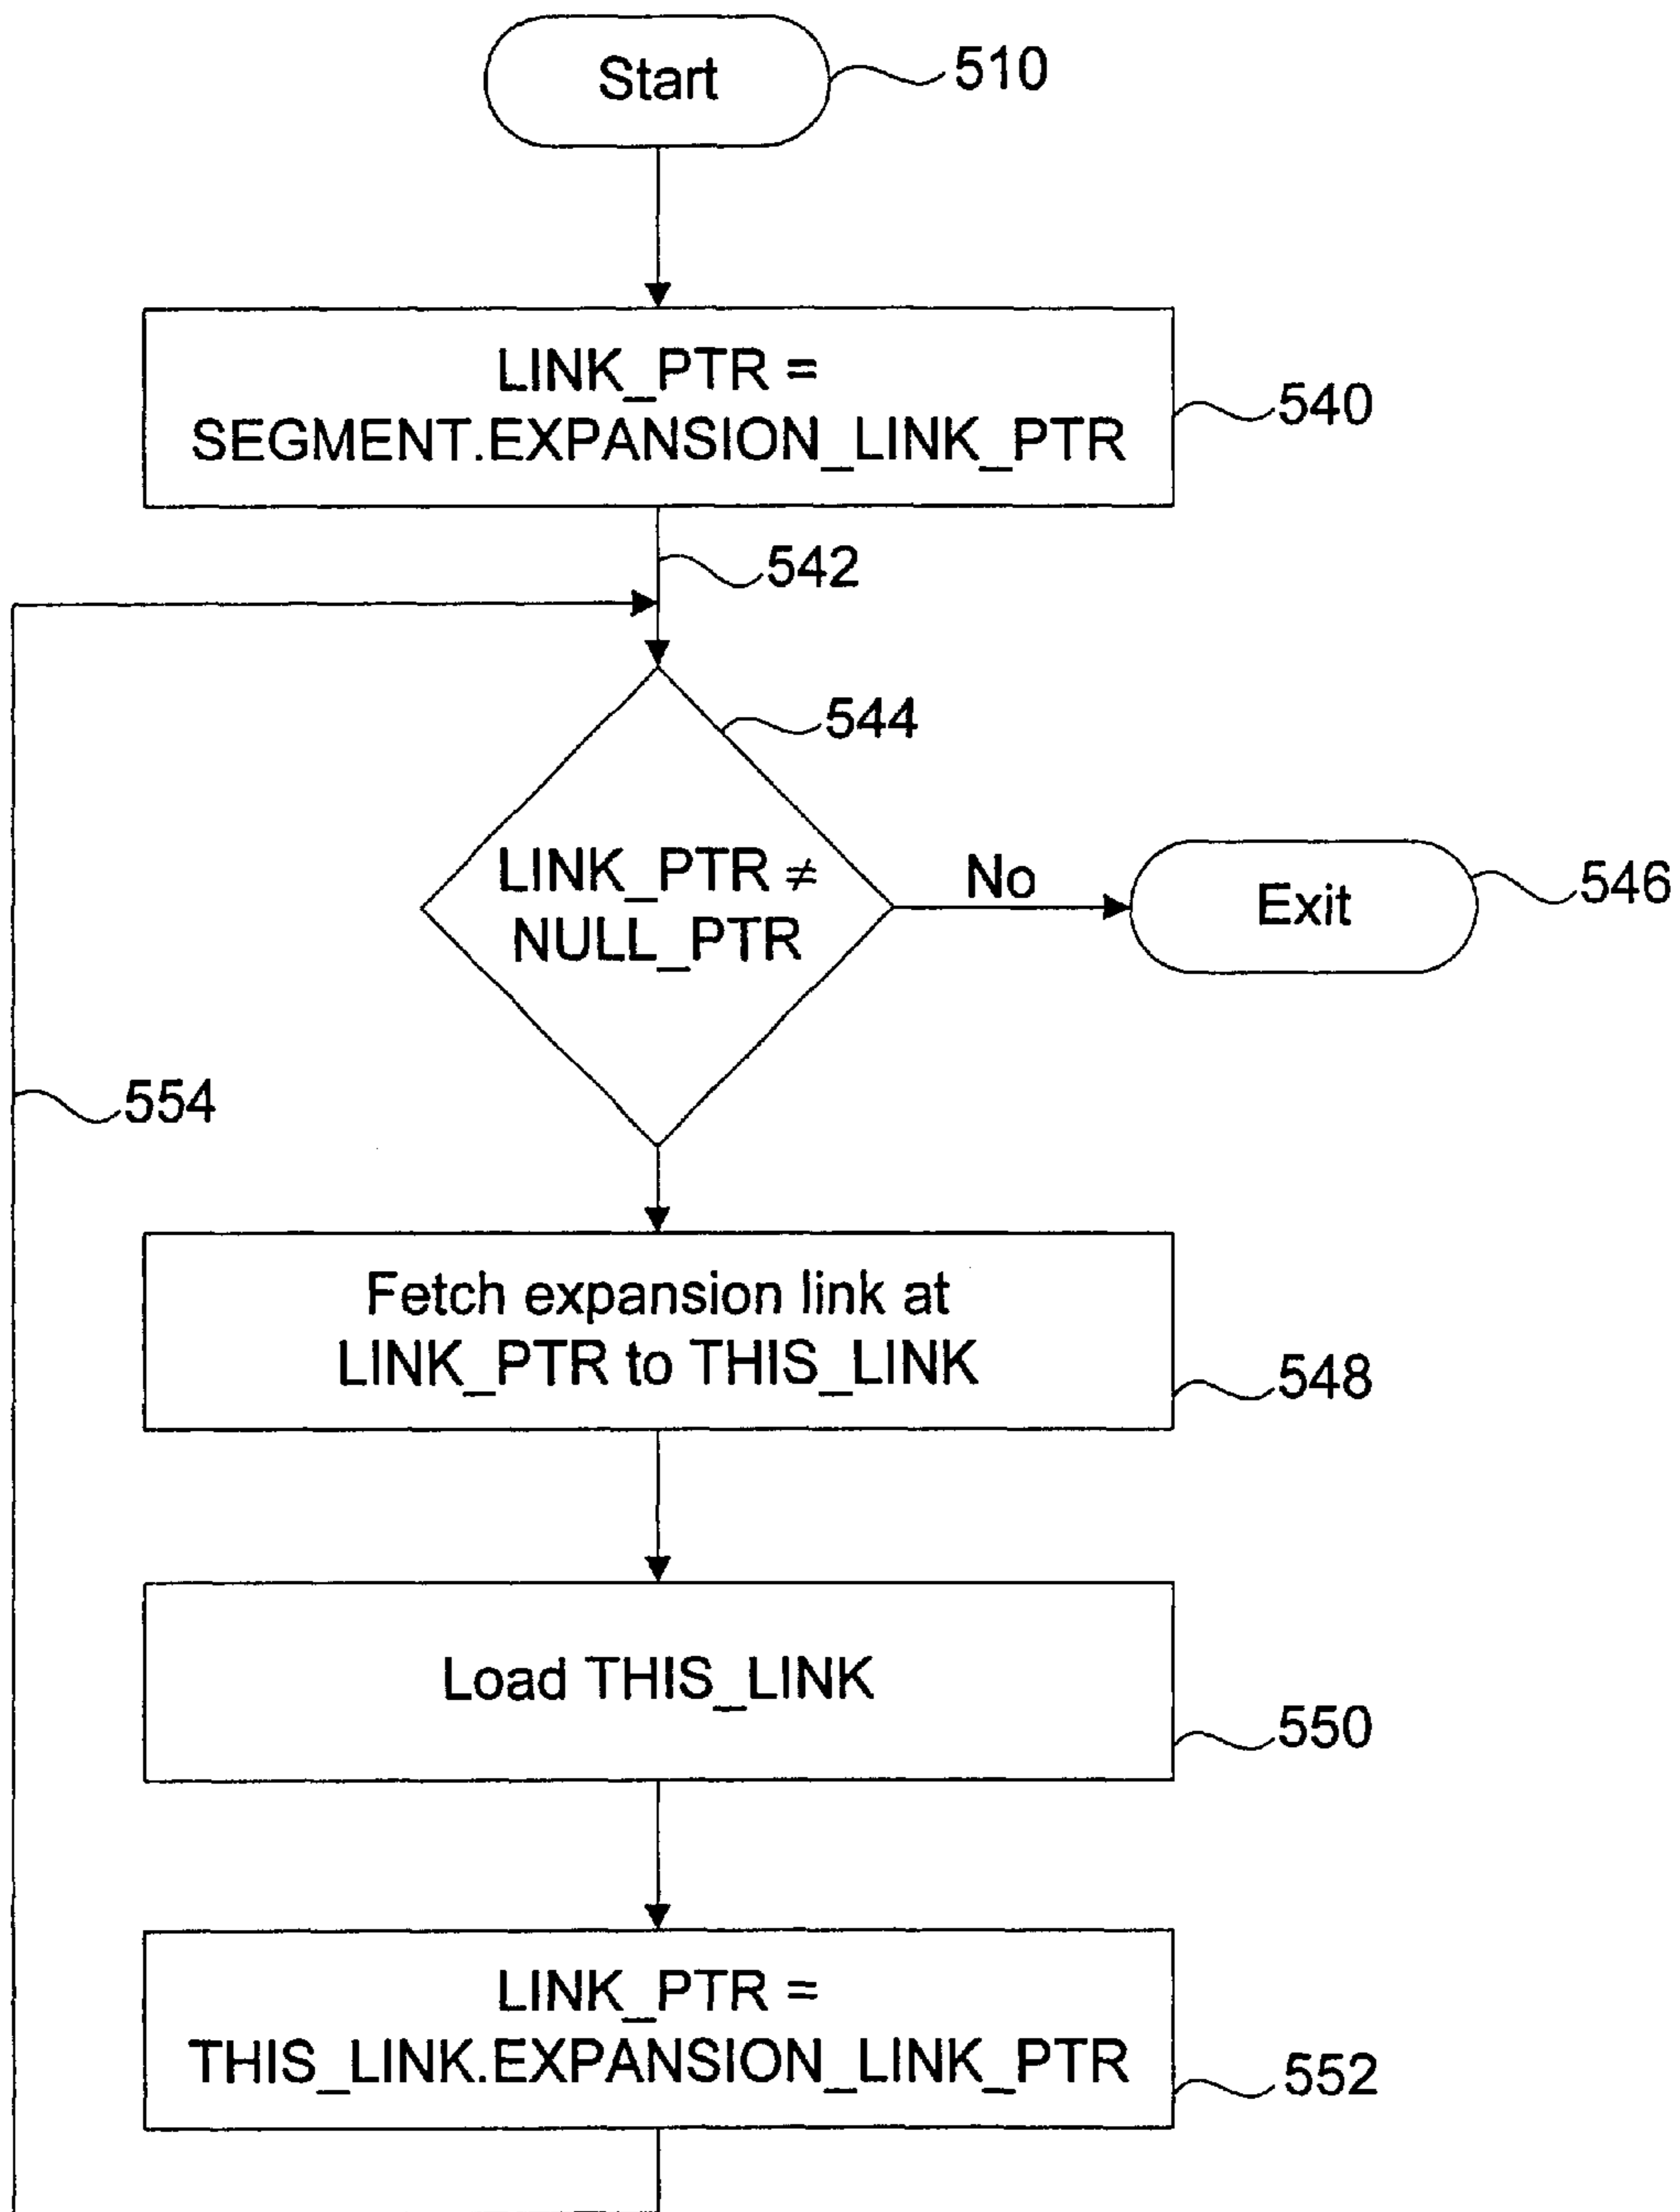 Start
510
LINK_PTR =
SEGMENT.EXPANSION_LINK_PTR
540
542
544
LINK_PTR ≠
NULL_PTR
No
Exit
546
554
Fetch expansion link at
LINK_PTR to THIS_LINK
548
Load THIS_LINK
550
LINK_PTR =
THIS_LINK.EXPANSION_LINK_PTR
552